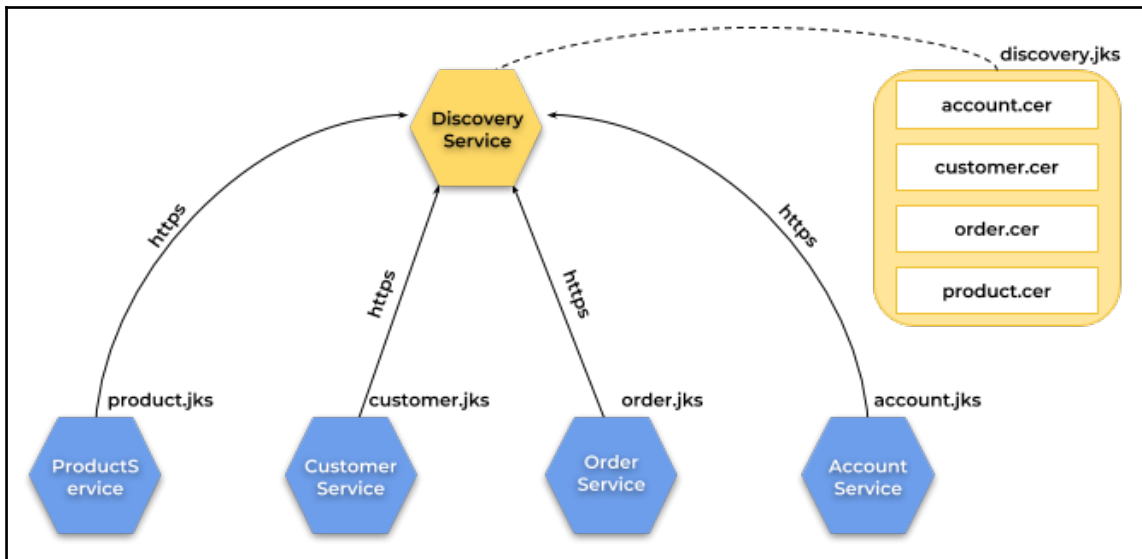 discovery.jks
Discovery
Service
account.cer
customer.cer
order.cer
product.cer
https
https
https
https
product.jks
customer.jks
order.jks
account.jks
ProductS
ervice
Customer
Service
Order
Service
Account
Service